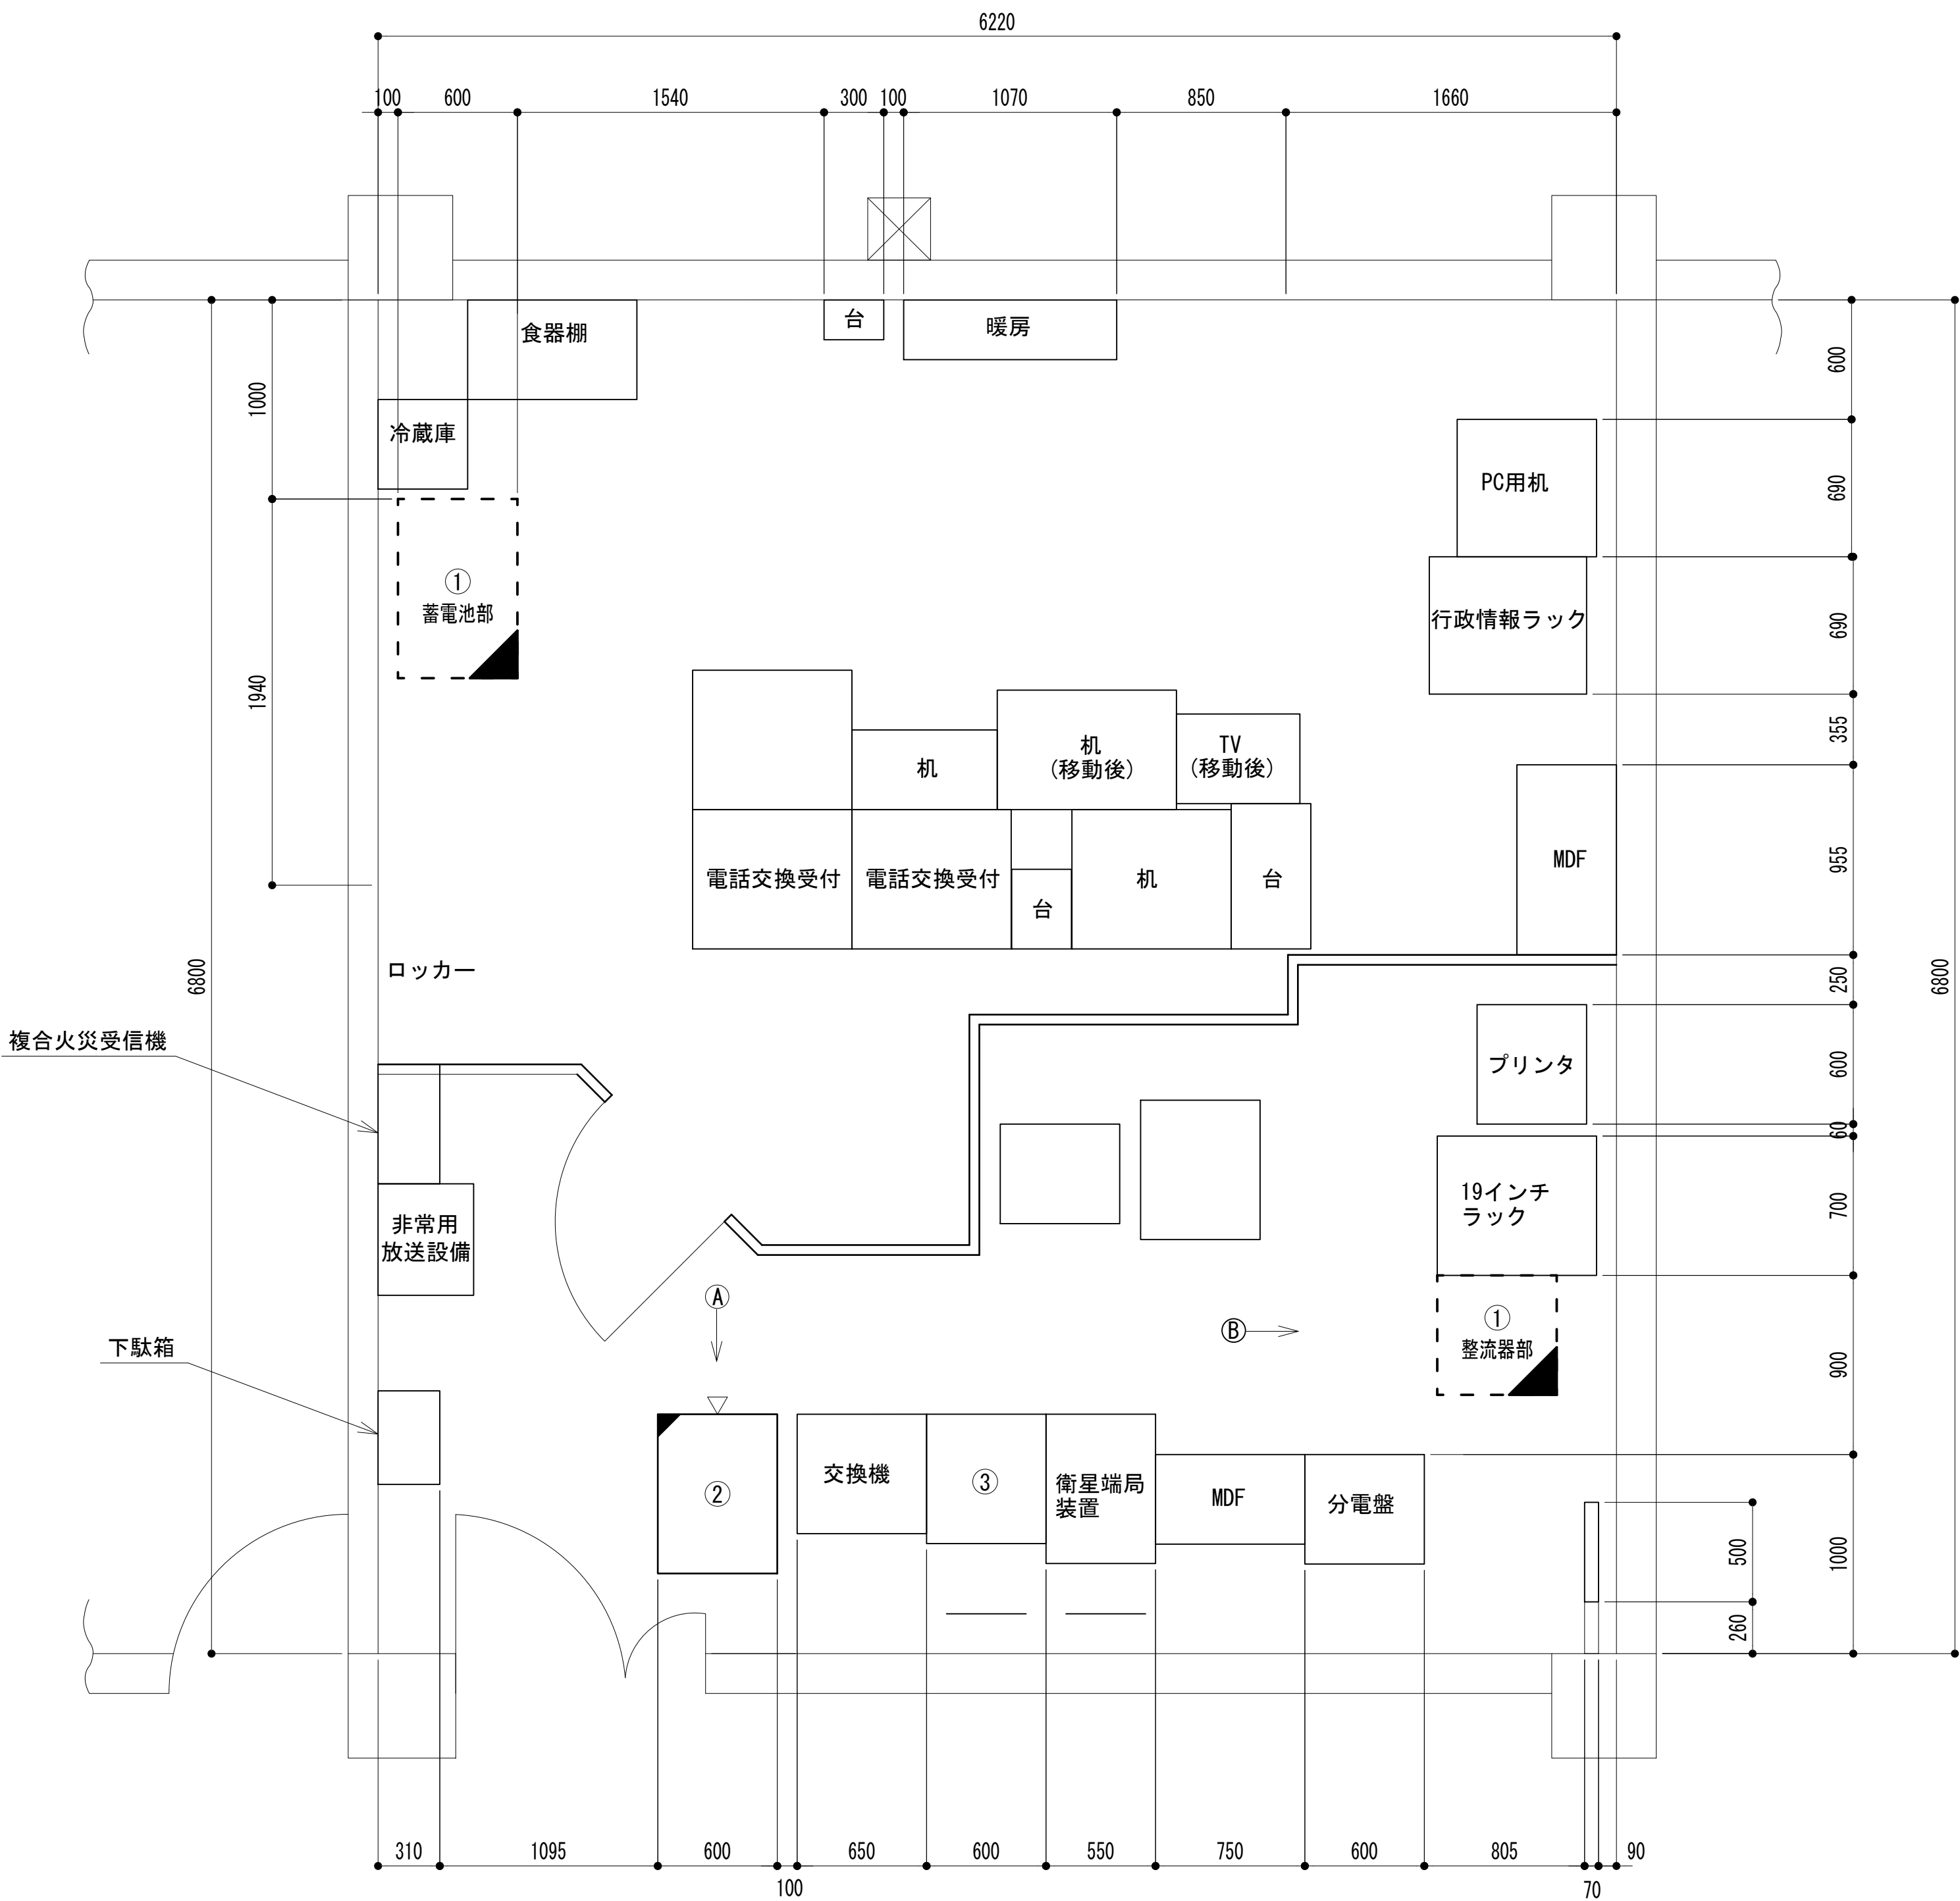 6220
100
600
1540
300
100
1070
850
1660
食器棚
台
暖房
冷蔵庫
1000
600
PC用机
690
①
蓄電池部
行政情報ラック
690
1940
355
机
机
(移動後)
TV
(移動後)
MDF
955
電話交換受付
電話交換受付
台
机
台
ロッカー
6800
250
6800
複合火災受信機
プリンタ
600
60
非常用
放送設備
19インチ
ラック
700
Ⓐ
Ⓑ
①
整流器部
900
下駄箱
②
交換機
③
衛星端局
装置
MDF
分電盤
500
1000
260
310
1095
600
100
650
600
550
750
600
805
70
90